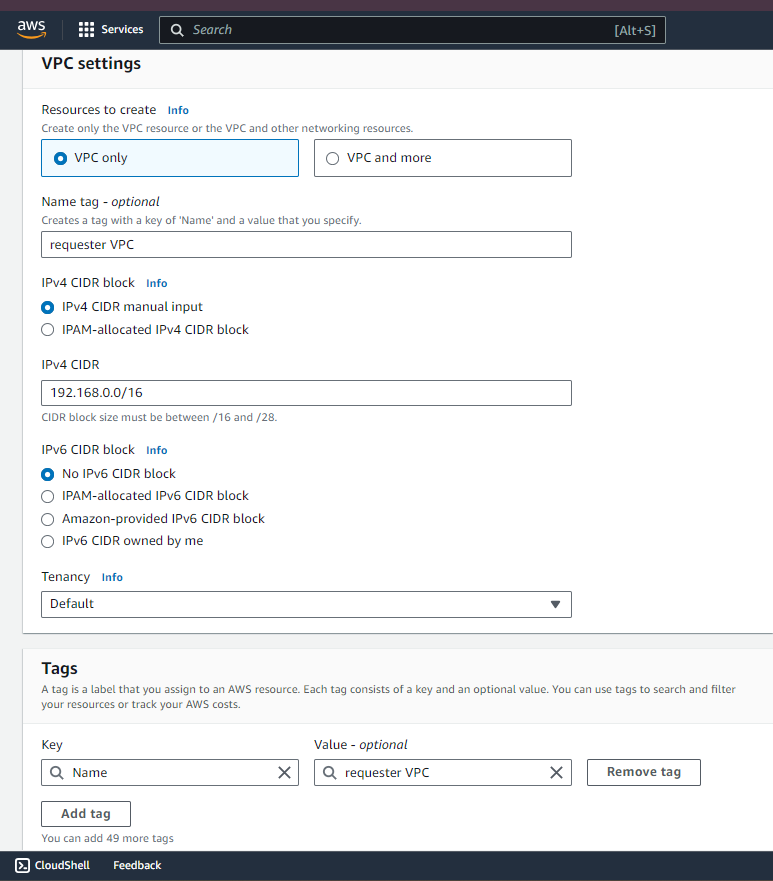 aws
Services
Search
[Alt+S]
VPC settings
Resources to create Info
Create only the VPC resource or the VPC and other networking resources.
VPC only
VPC and more
Name tag - optional
Creates a tag with a key of 'Name' and a value that you specify.
requester VPC
IPv4 CIDR block Info
IPv4 CIDR manual input
IPAM-allocated IPv4 CIDR block
IPv4 CIDR
192.168.0.0/16
CIDR block size must be between /16 and /28.
IPv6 CIDR block Info
No IPv6 CIDR block
IPAM-allocated IPv6 CIDR block
Amazon-provided IPv6 CIDR block
IPv6 CIDR owned by me
Tenancy Info
Default
Tags
A tag is a label that you assign to an AWS resource. Each tag consists of a key and an optional value. You can use tags to search and filter
your resources or track your AWS costs.
Key
Value - optional
Name
requester VPC
Remove tag
Add tag
You can add 49 more tags
CloudShell
Feedback